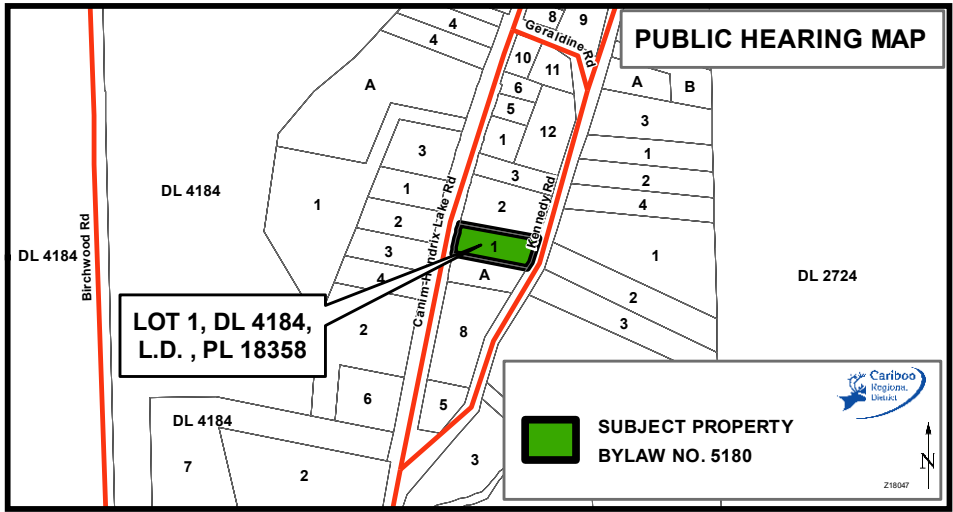 PUBLIC HEARING MAP
8
9
4
4
Geraldine Rd
10
11
A
A
B
6
5
3
12
1
3
1
3
2
1
4
DL 4184
1
2
2
Kennedy Rd
Canim-Hendrix-Lake-Rd
Birchwood Rd
DL 4184
3
1
1
4
A
DL 2724
2
3
LOT 1, DL 4184,
L.D. , PL 18358
2
8
6
5
DL 4184
7
2
3
Cariboo
Regional
District
SUBJECT PROPERTY
BYLAW NO. 5180
N
Z18047